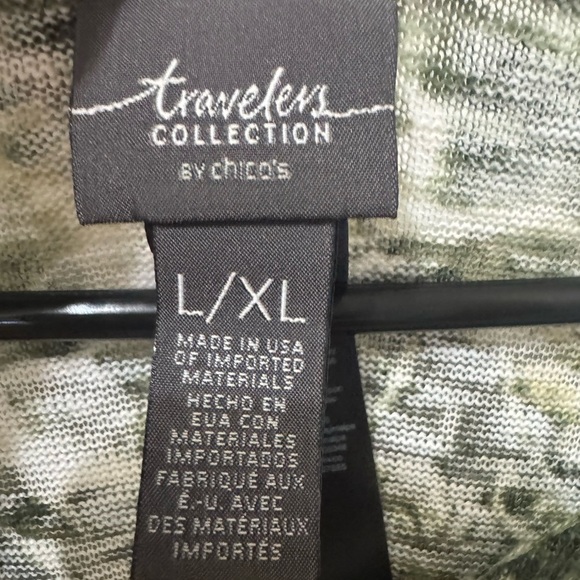 travelers
COLLECTION
BY chico's
L/XL
MADE IN USA
OF IMPORTED
MATERIALS
HECHO EN
EUA CON
MATERIALES
IMPORTADOS
FABRIQUÉ AUX
É.-U. AVEC
DES MATÉRIAUX
IMPORTÉS